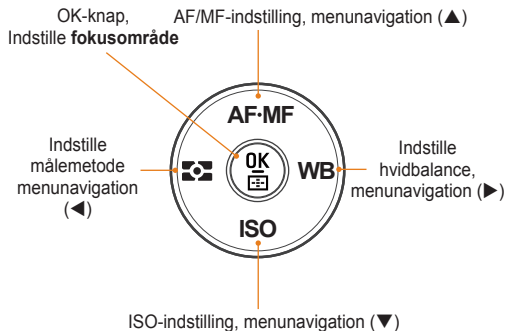 OK-knap,
Indstille fokusområde
AF/MF-indstilling, menunavigation (▲)
AF·MF
Indstille
målemetode
menunavigation
(◀)
OK
WB
Indstille
hvidbalance,
menunavigation (▶)
ISO
ISO-indstilling, menunavigation (▼)